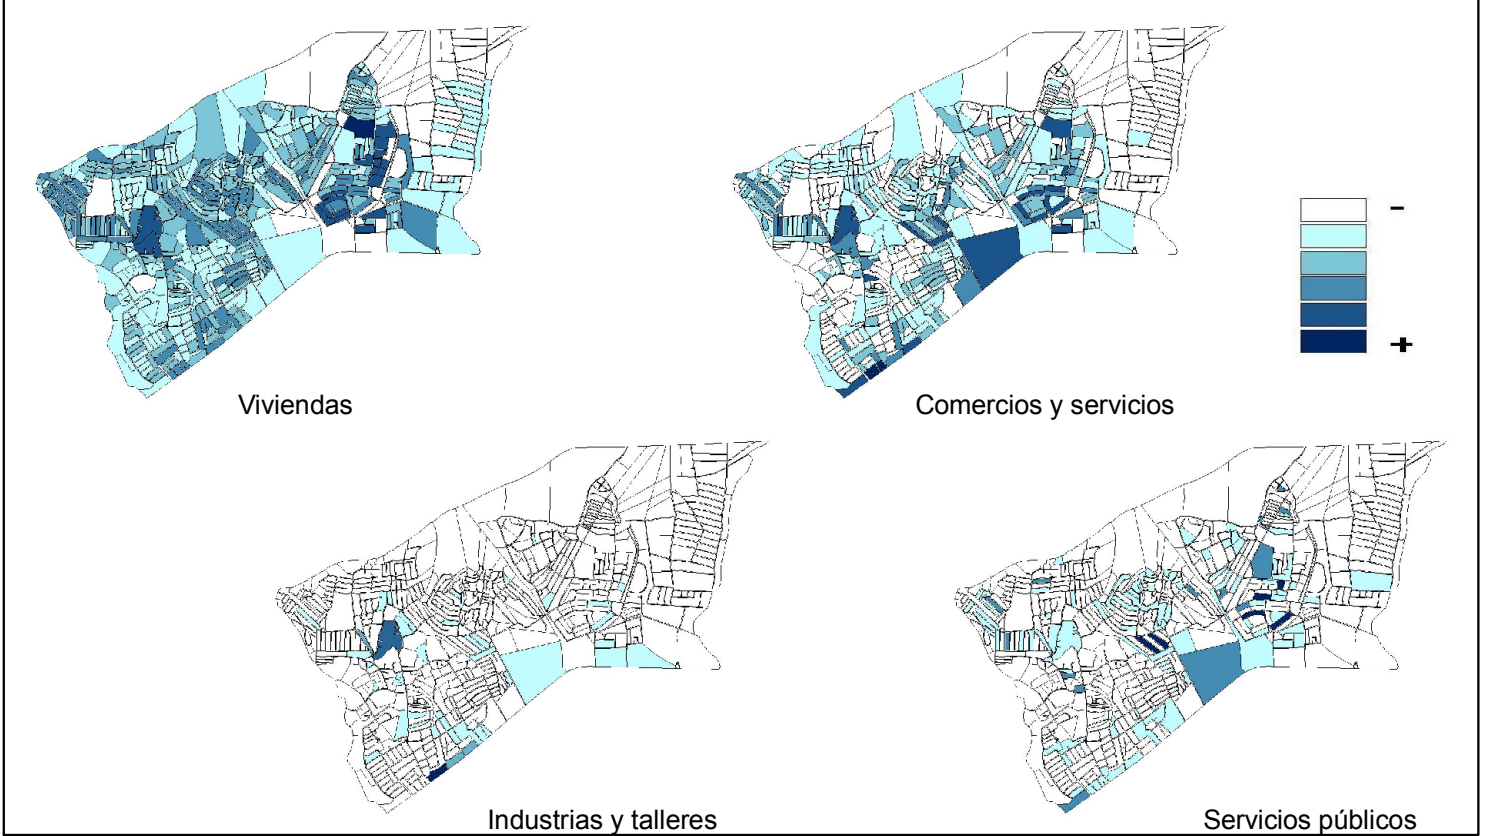 -
+
Viviendas
Comercios y servicios
Industrias y talleres
Servicios públicos